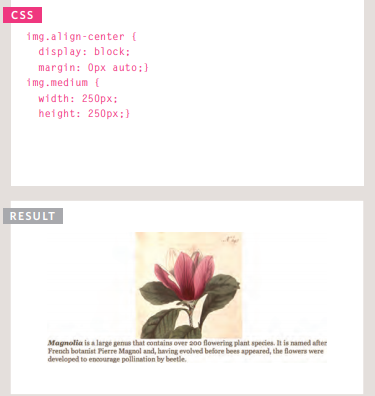 CSS
img.align-center {
display: block;
margin: 0px auto;}
img.medium {
width: 250px;
height: 250px;}
RESULT
Magnolia is a large genus that contains over 200 flowering plant species. It is named after
French botanist Pierre Magnol and, having evolved before bees appeared, the flowers were
developed to encourage pollination by beetle.